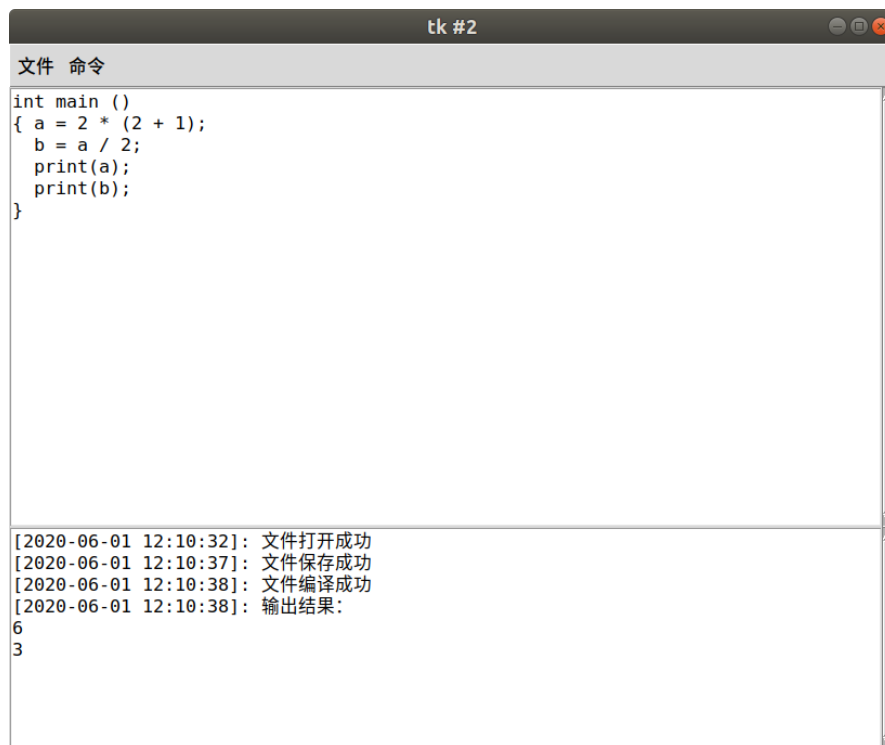 tk #2
文件 命令
int main ()
{ a = 2 * (2 + 1);
  b = a / 2;
  print(a);
  print(b);
}
[2020-06-01 12:10:32]: 文件打开成功
[2020-06-01 12:10:37]: 文件保存成功
[2020-06-01 12:10:38]: 文件编译成功
[2020-06-01 12:10:38]: 输出结果：
6
3